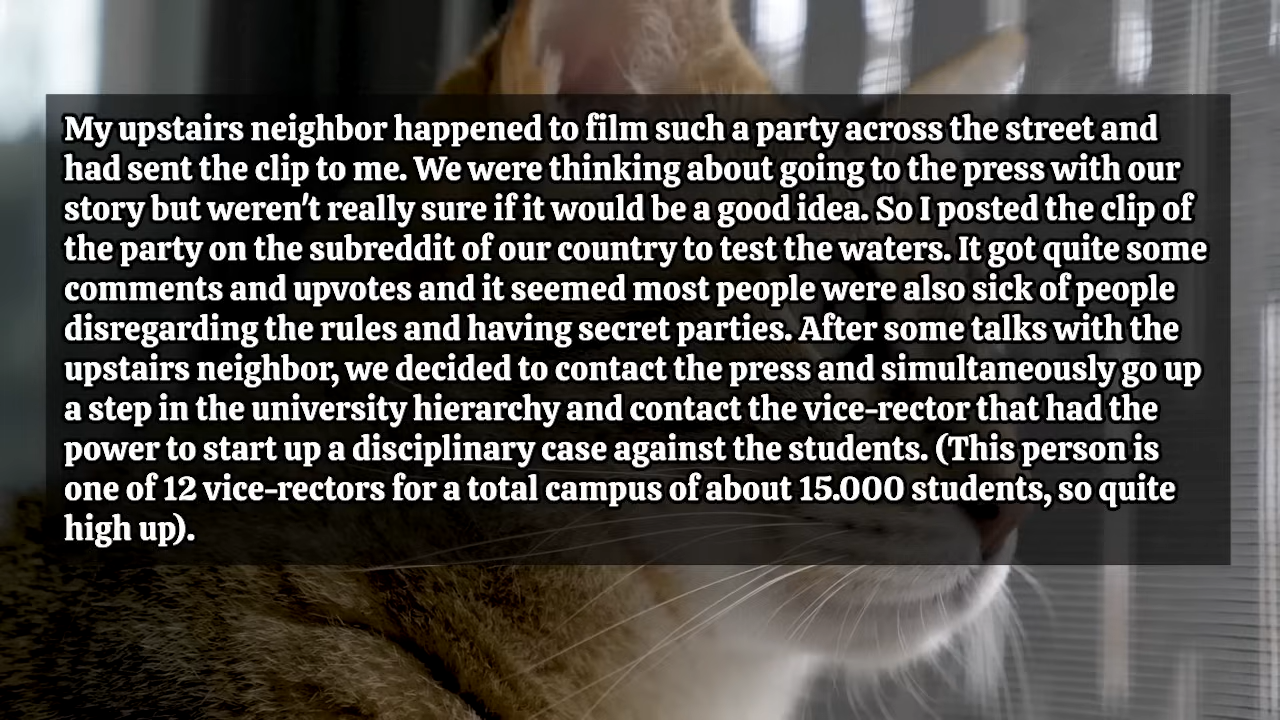 My upstairs neighbor happened to film such a party across the street and
had sent the clip to me. We were thinking about going to the press with our
story but weren't really sure if it would be a good idea. So I posted the clip of
the party on the subreddit of our country to test the waters. It got quite some
comments and upvotes and it seemed most people were also sick of people
disregarding the rules and having secret parties. After some talks with the
upstairs neighbor, we decided to contact the press and simultaneously go up
a step in the university hierarchy and contact the vice-rector that had the
power to start up a disciplinary case against the students. (This person is
one of 12 vice-rectors for a total campus of about 15.000 students, so quite
high up).